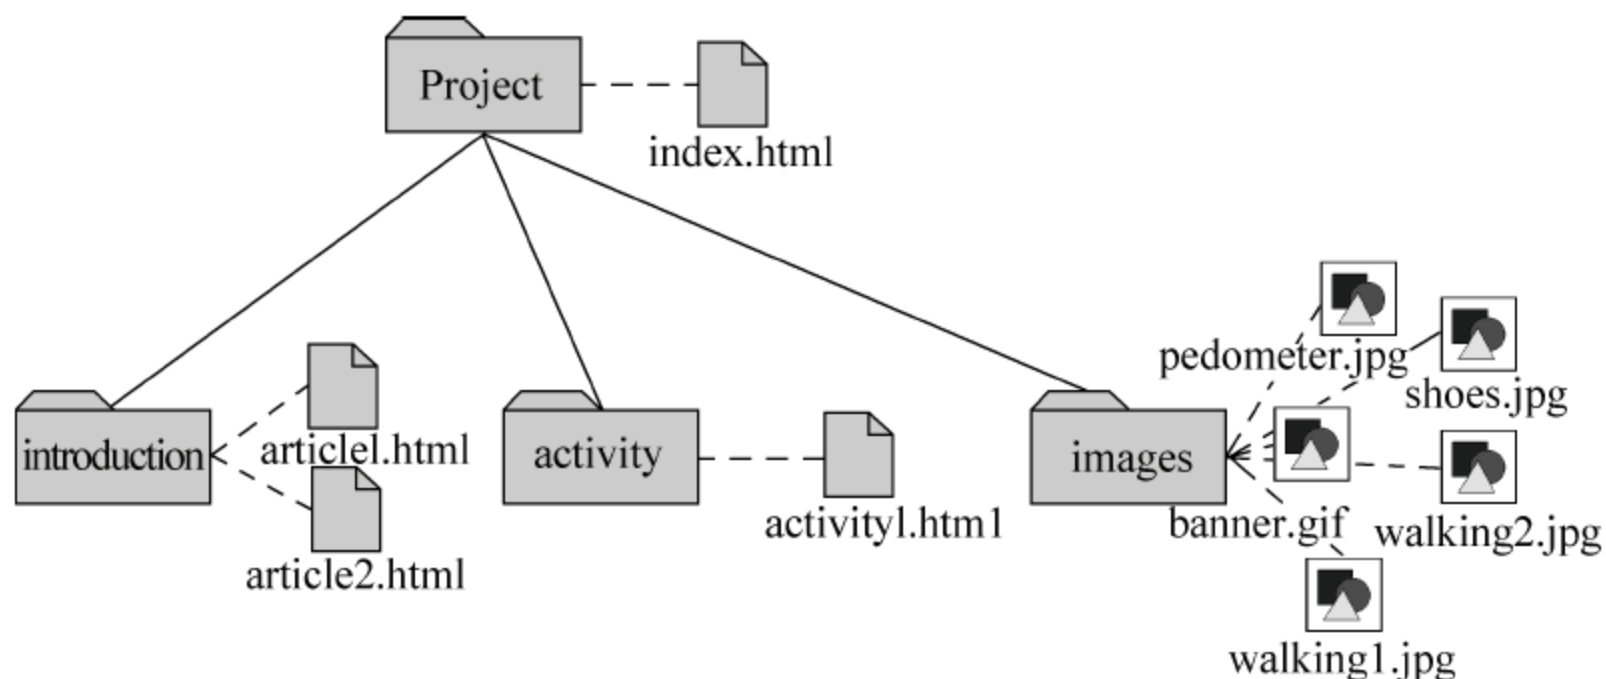 Project
index.html
introduction
article1.html
article2.html
activity
activity1.html
images
pedometer.jpg
shoes.jpg
banner.gif
walking2.jpg
walking1.jpg